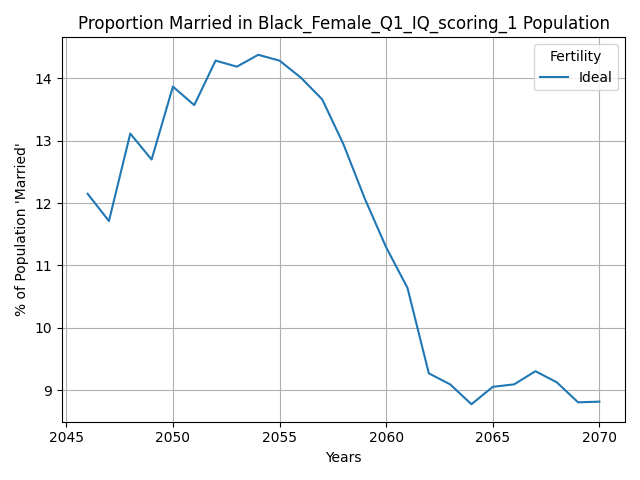 Proportion Married in Black_Female_Q1_IQ_scoring_1 Population
Fertility
Ideal
% of Population 'Married'
14
13
12
11
10
9
2045
2050
2055
2060
2065
2070
Years